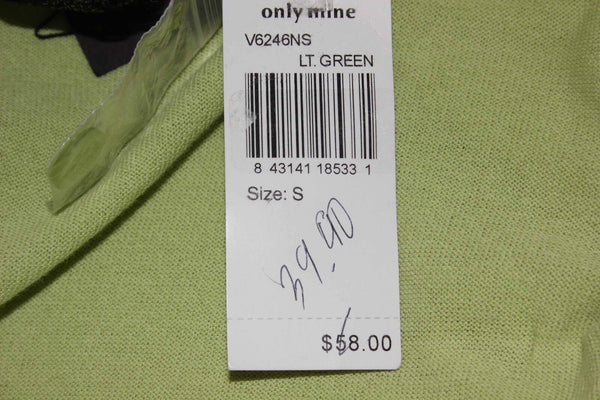 only mine
V6246NS
LT. GREEN
8 43141 18533 1
Size: S
39.90
$58.00